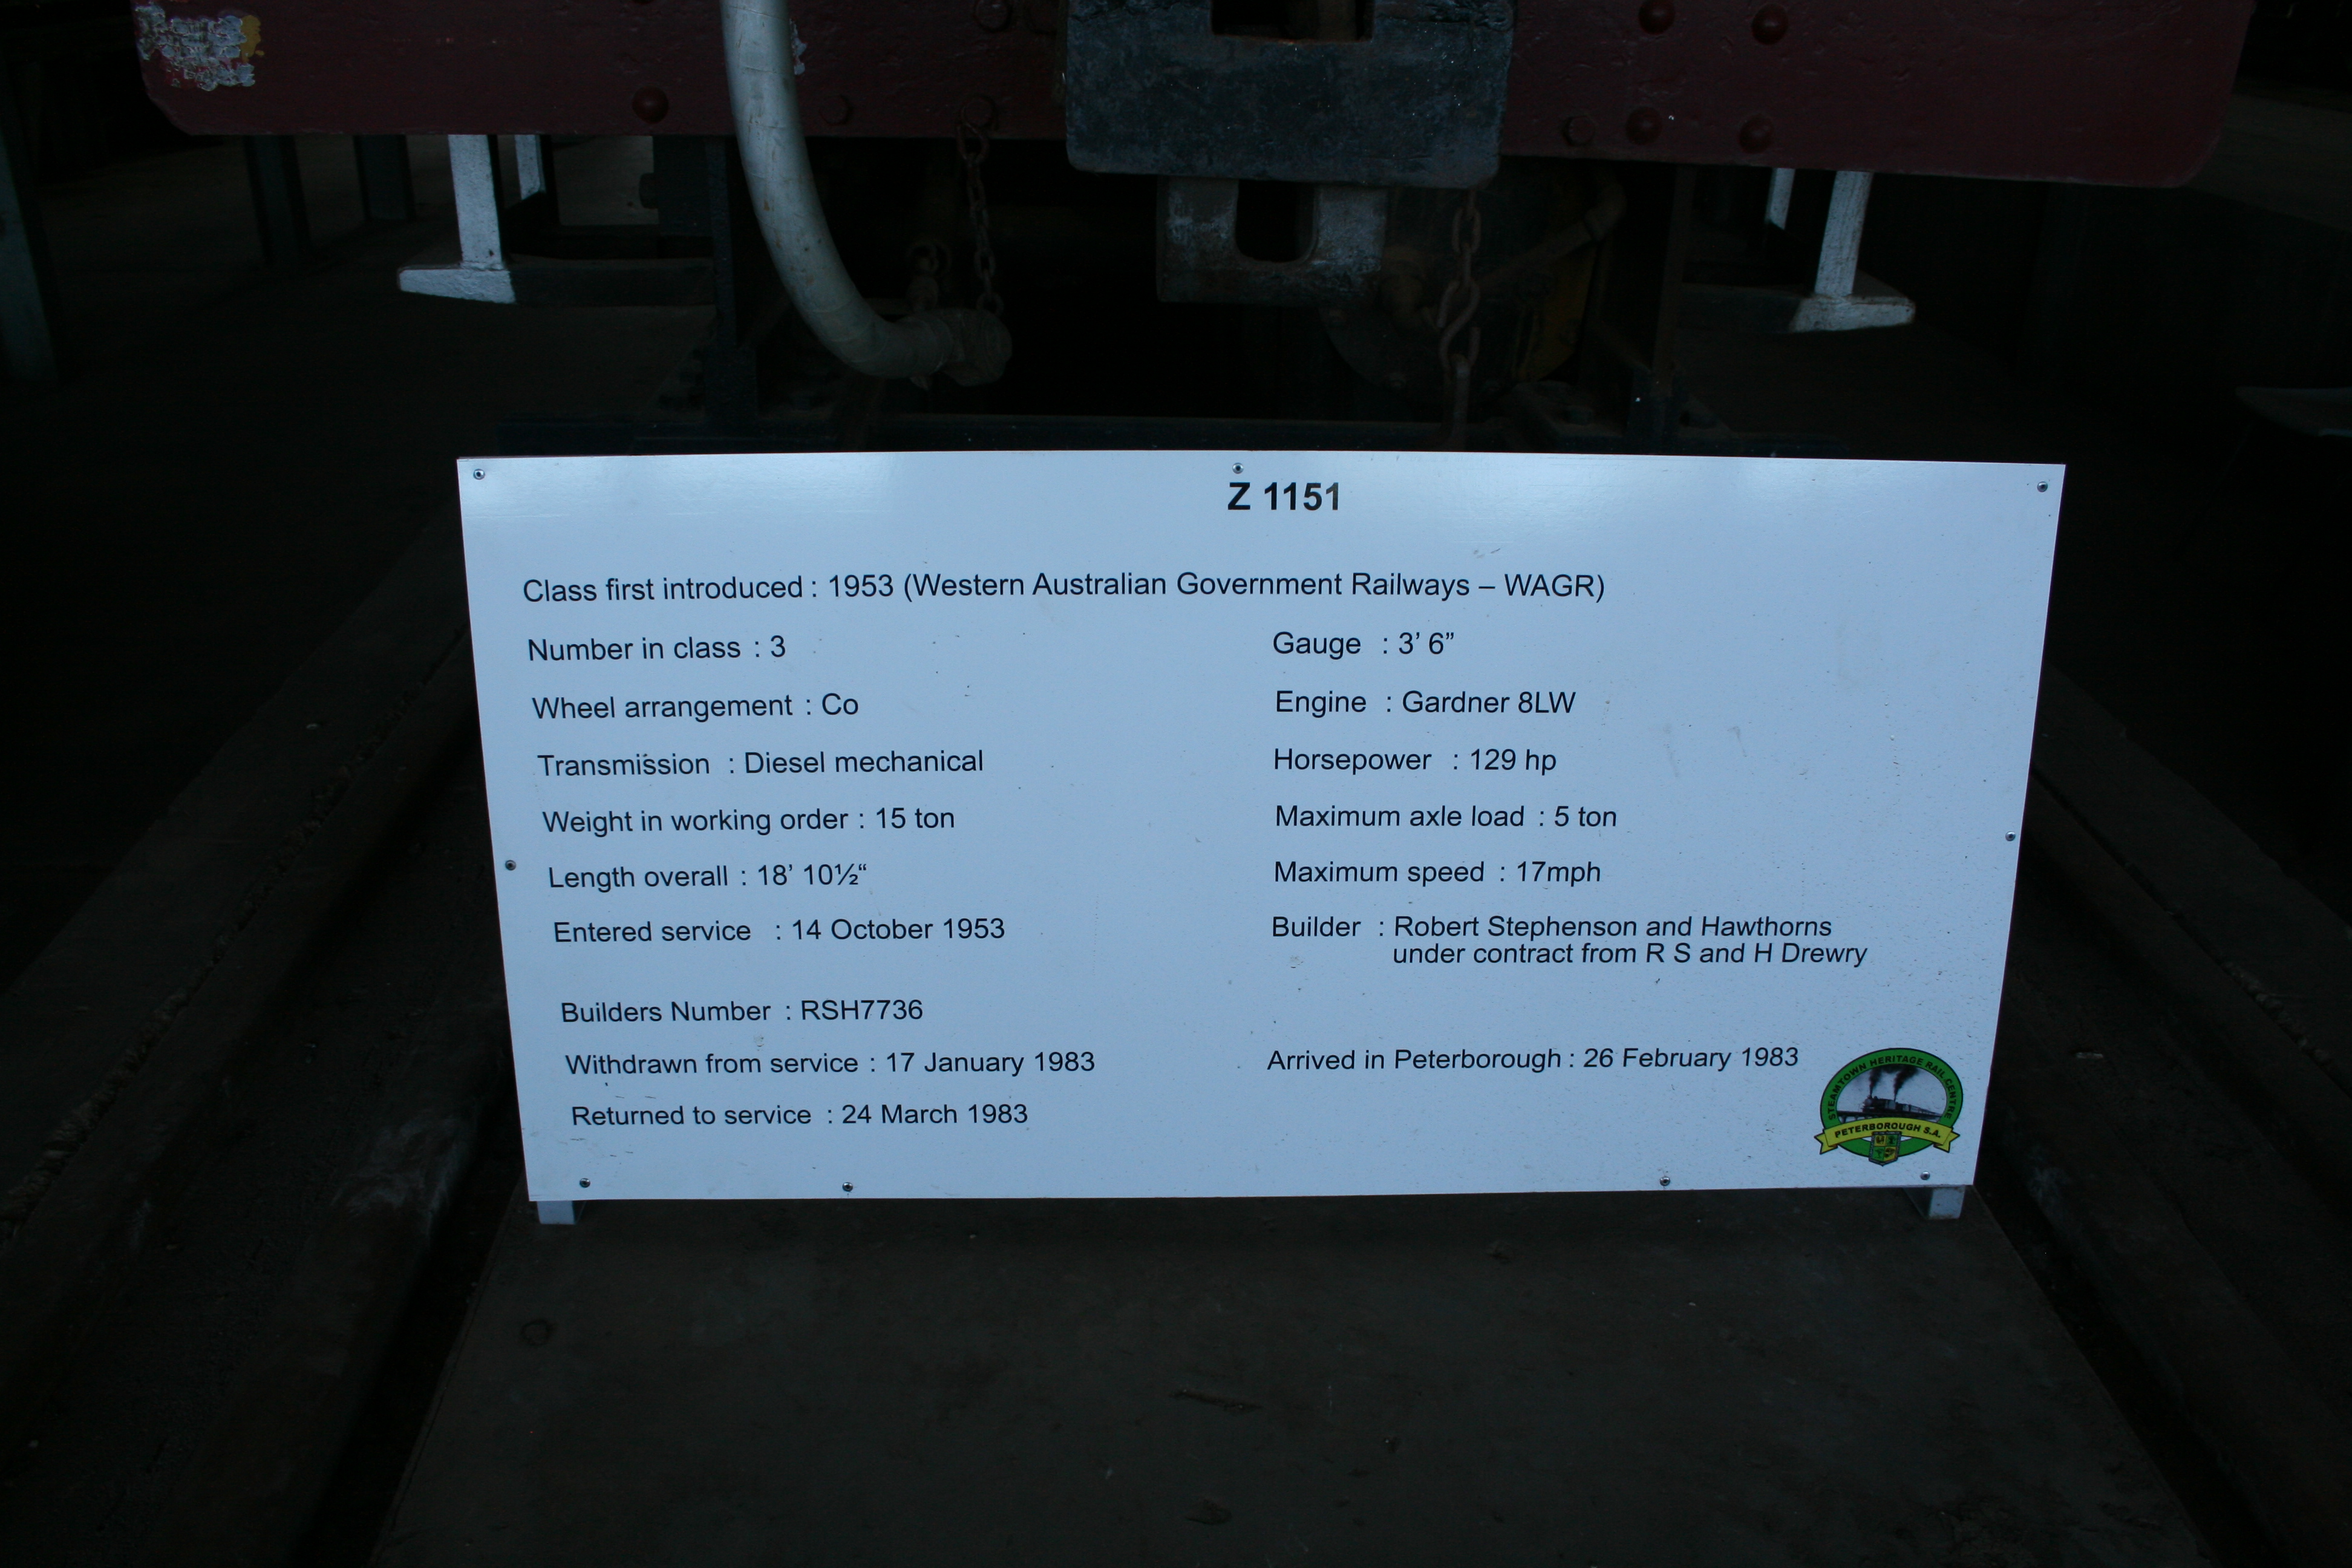 Z 1151
Class first introduced : 1953 (Western Australian Government Railways – WAGR)
Number in class : 3
Gauge : 3’ 6”
Wheel arrangement : Co
Engine : Gardner 8LW
Transmission : Diesel mechanical
Horsepower : 129 hp
Weight in working order : 15 ton
Maximum axle load : 5 ton
Length overall : 18’ 10½“
Maximum speed : 17mph
Entered service : 14 October 1953
Builder : Robert Stephenson and Hawthorns
under contract from R S and H Drewry
Builders Number : RSH7736
Withdrawn from service : 17 January 1983
Arrived in Peterborough : 26 February 1983
Returned to service : 24 March 1983
STEAMTOWN HERITAGE RAIL CENTRE
PETERBOROUGH S.A.